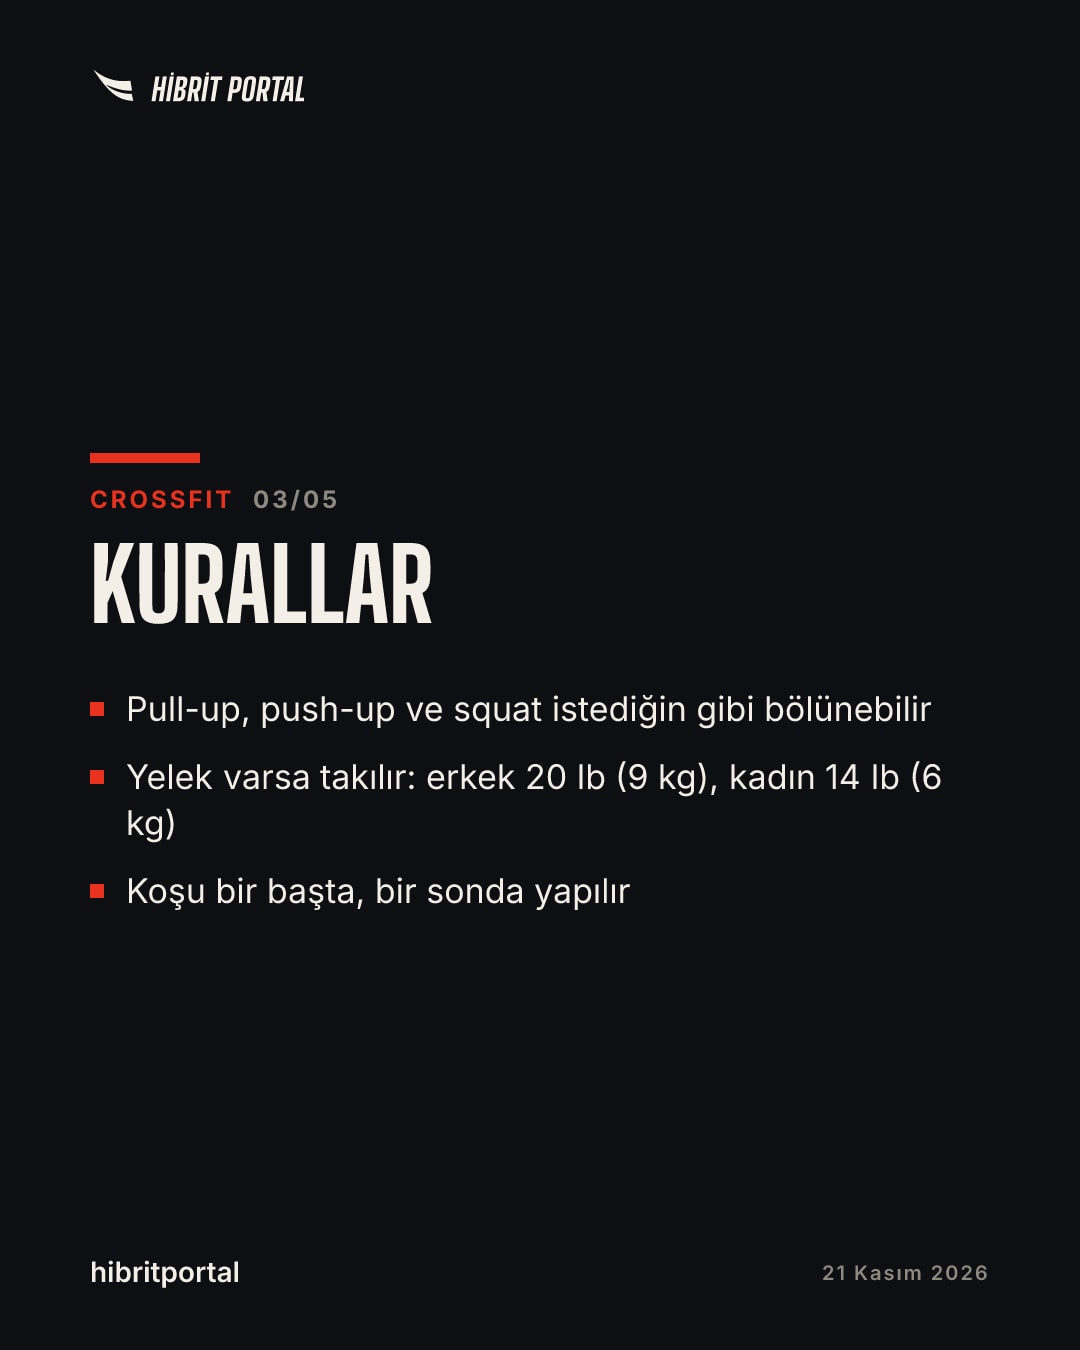 HİBRİT PORTAL
CROSSFIT 03/05
KURALLAR
Pull-up, push-up ve squat istediğin gibi bölünebilir
Yelek varsa takılır: erkek 20 lb (9 kg), kadın 14 lb (6
kg)
Koşu bir başta, bir sonda yapılır
hibritportal
21 Kasım 2026